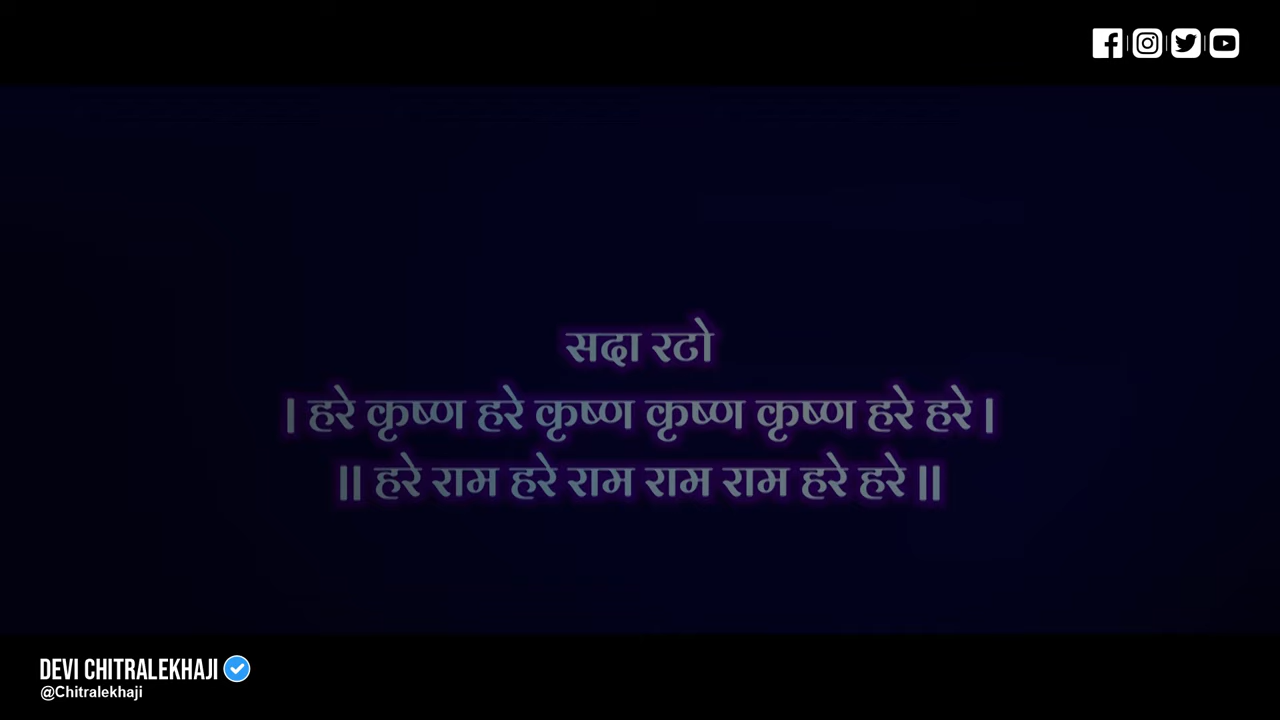 सदा रटो
| हरे कृष्ण हरे कृष्ण कृष्ण कृष्ण हरे हरे |
|| हरे राम हरे राम राम राम हरे हरे ||
DEVI CHITRALEKHAJI
@Chitralekhaji